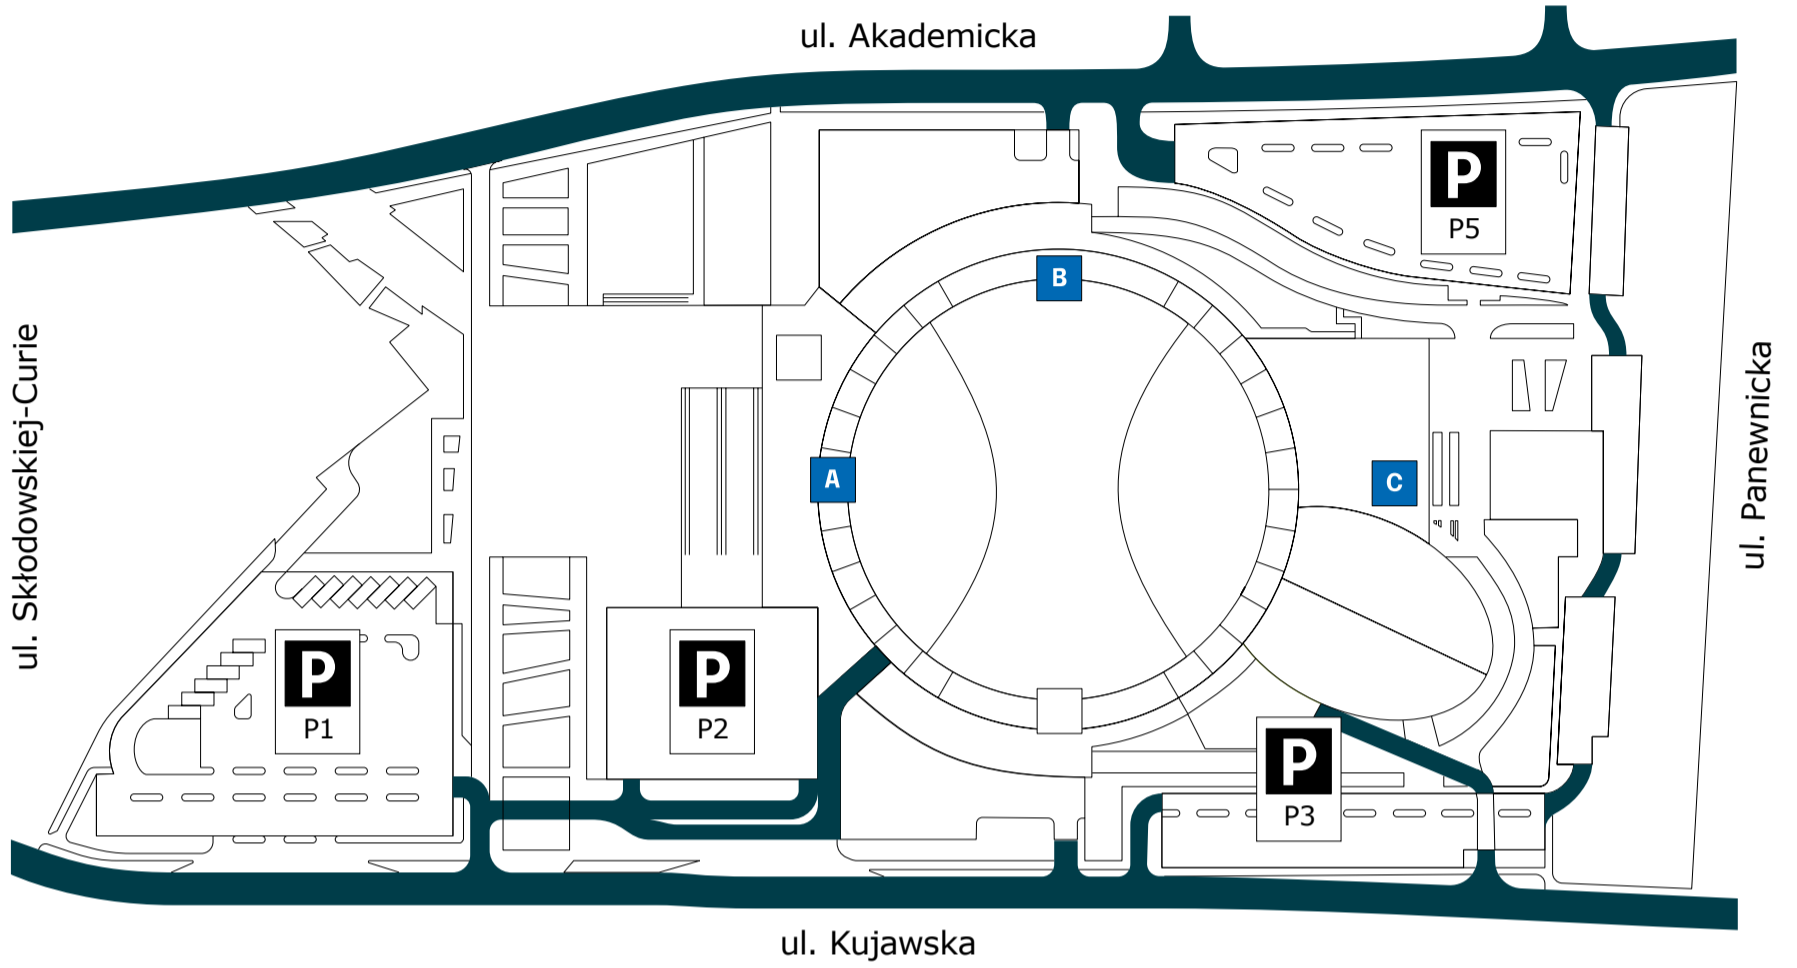 ul. Akademicka
P
P5
B
A
C
ul. Skłodowskiej-Curie
ul. Panewnicka
P
P1
P
P2
P
P3
ul. Kujawska